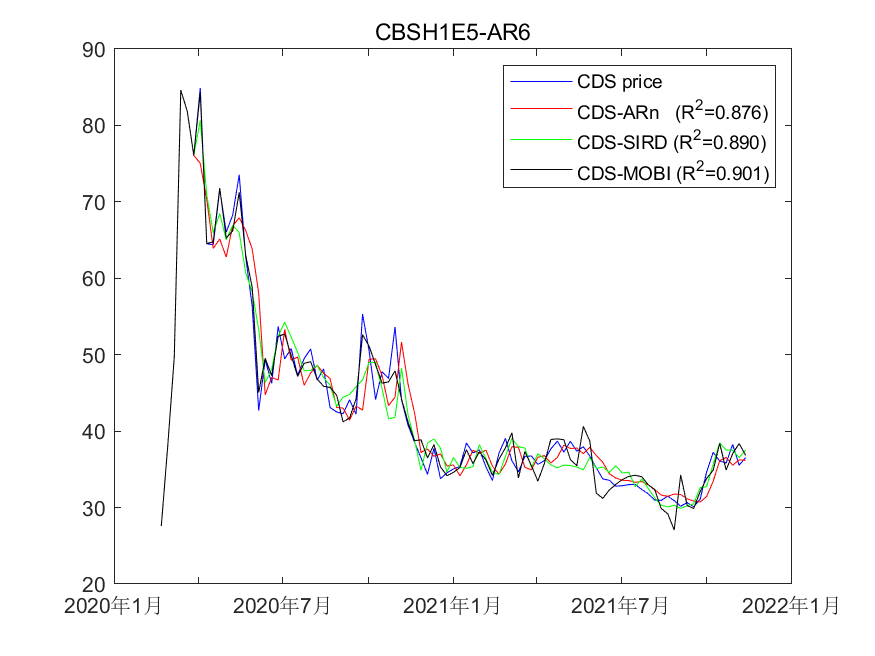 CBSH1E5-AR6
90
80
70
60
50
40
30
20
CDS price
CDS-ARn (R²=0.876)
CDS-SIRD (R²=0.890)
CDS-MOBI (R²=0.901)
2020年1月
2020年7月
2021年1月
2021年7月
2022年1月